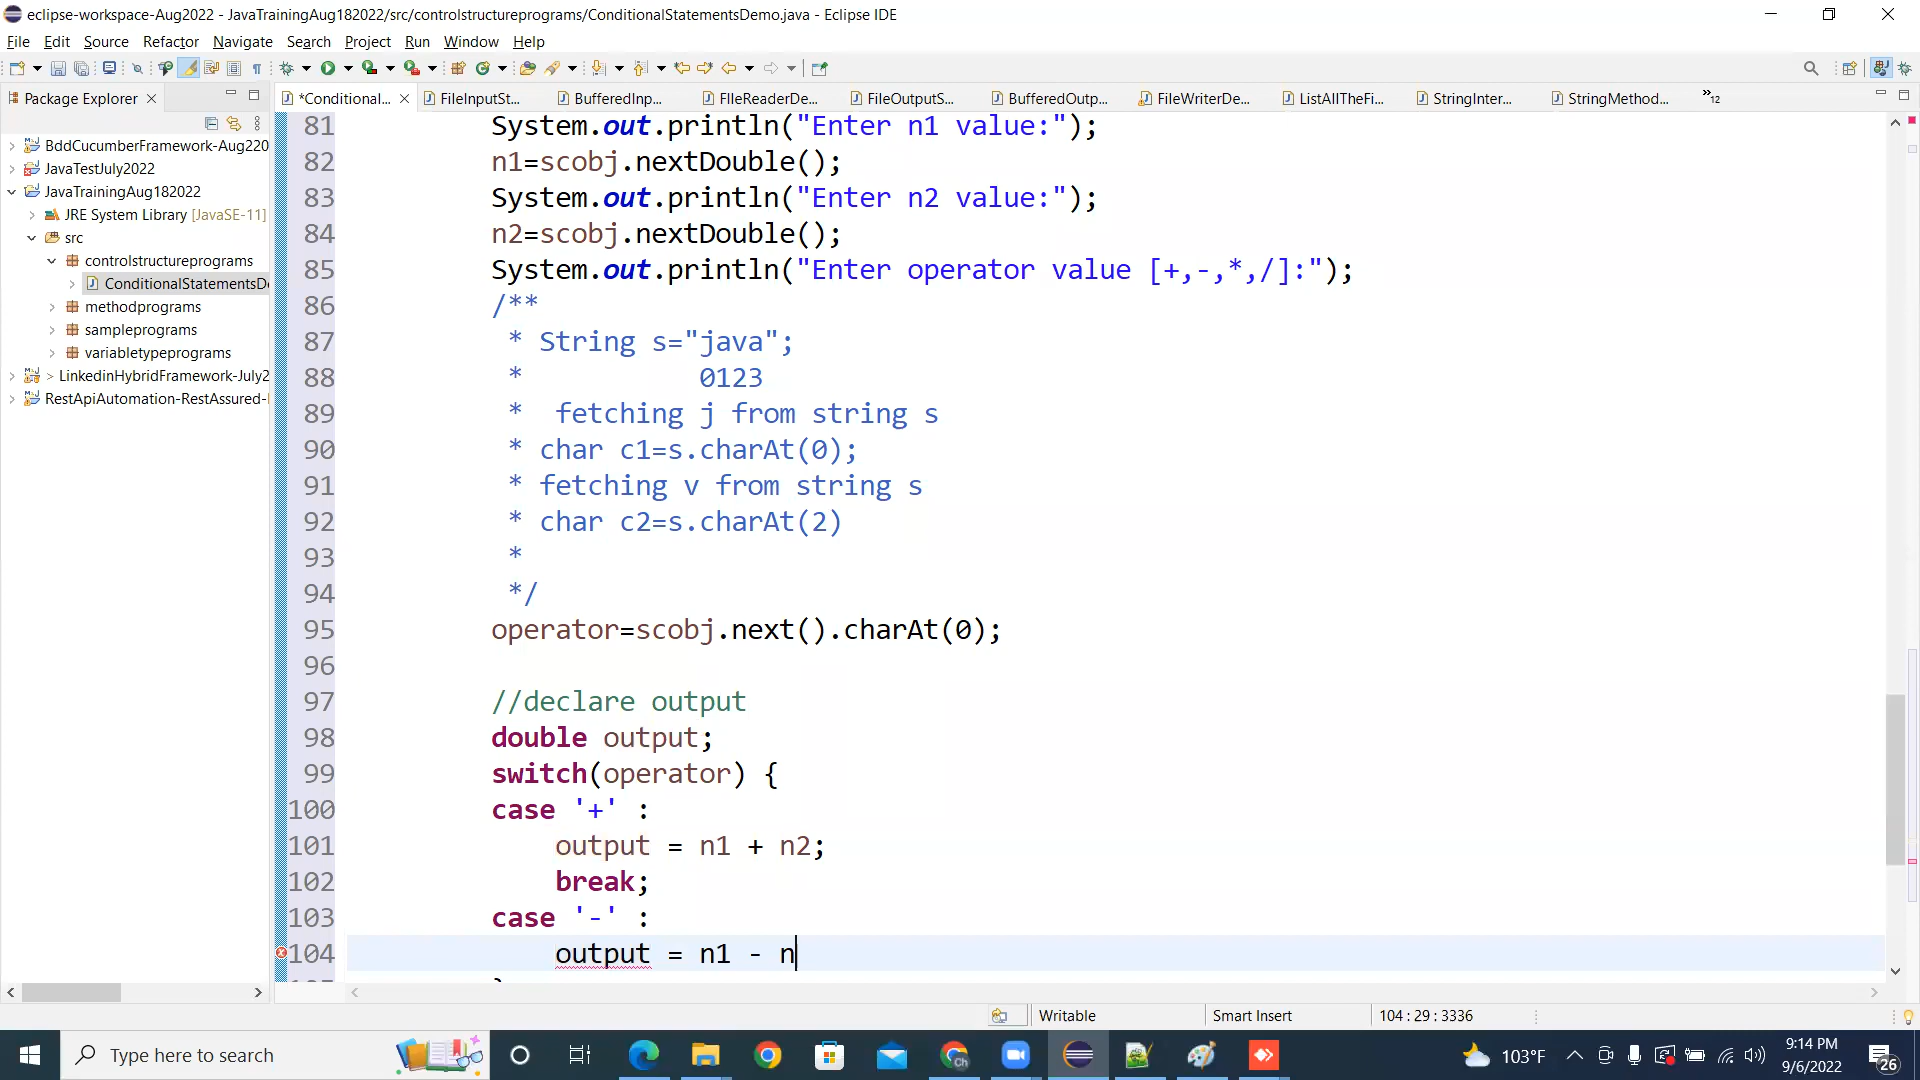 eclipse-workspace-Aug2022 - JavaTrainingAug182022/src/controlstructureprograms/ConditionalStatementsDemo.java - Eclipse IDE
File Edit Source Refactor Navigate Search Project Run Window Help
Package Explorer
*Conditional... FileInputSt... BufferedInp... FIleReaderDe... FileOutputS... BufferedOutp... FileWriterDe... ListAllTheFi... StringInter... StringMethod... »12
BddCucumberFramework-Aug220
JavaTestJuly2022
JavaTrainingAug182022
JRE System Library [JavaSE-11]
src
controlstructureprograms
ConditionalStatementsDe
methodprograms
sampleprograms
variabletypeprograms
> LinkedinHybridFramework-July2
RestApiAutomation-RestAssured-I
81 System.out.println("Enter n1 value:");
82 n1=scobj.nextDouble();
83 System.out.println("Enter n2 value:");
84 n2=scobj.nextDouble();
85 System.out.println("Enter operator value [+,-,*,/]:");
86 /**
87 * String s="java";
88 * 0123
89 * fetching j from string s
90 * char c1=s.charAt(0);
91 * fetching v from string s
92 * char c2=s.charAt(2)
93 *
94 */
95 operator=scobj.next().charAt(0);
96
97 //declare output
98 double output;
99 switch(operator) {
100 case '+' :
101 output = n1 + n2;
102 break;
103 case '-' :
104 output = n1 - n
Writable Smart Insert 104 : 29 : 3336
Type here to search
103°F
9:14 PM
9/6/2022
26